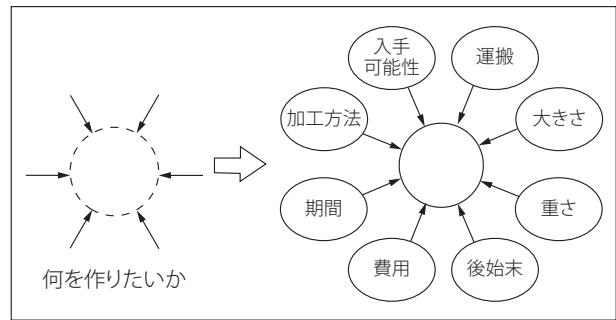 何を作りたいか
入手
可能性
運搬
加工方法
大きさ
期間
重さ
費用
後始末